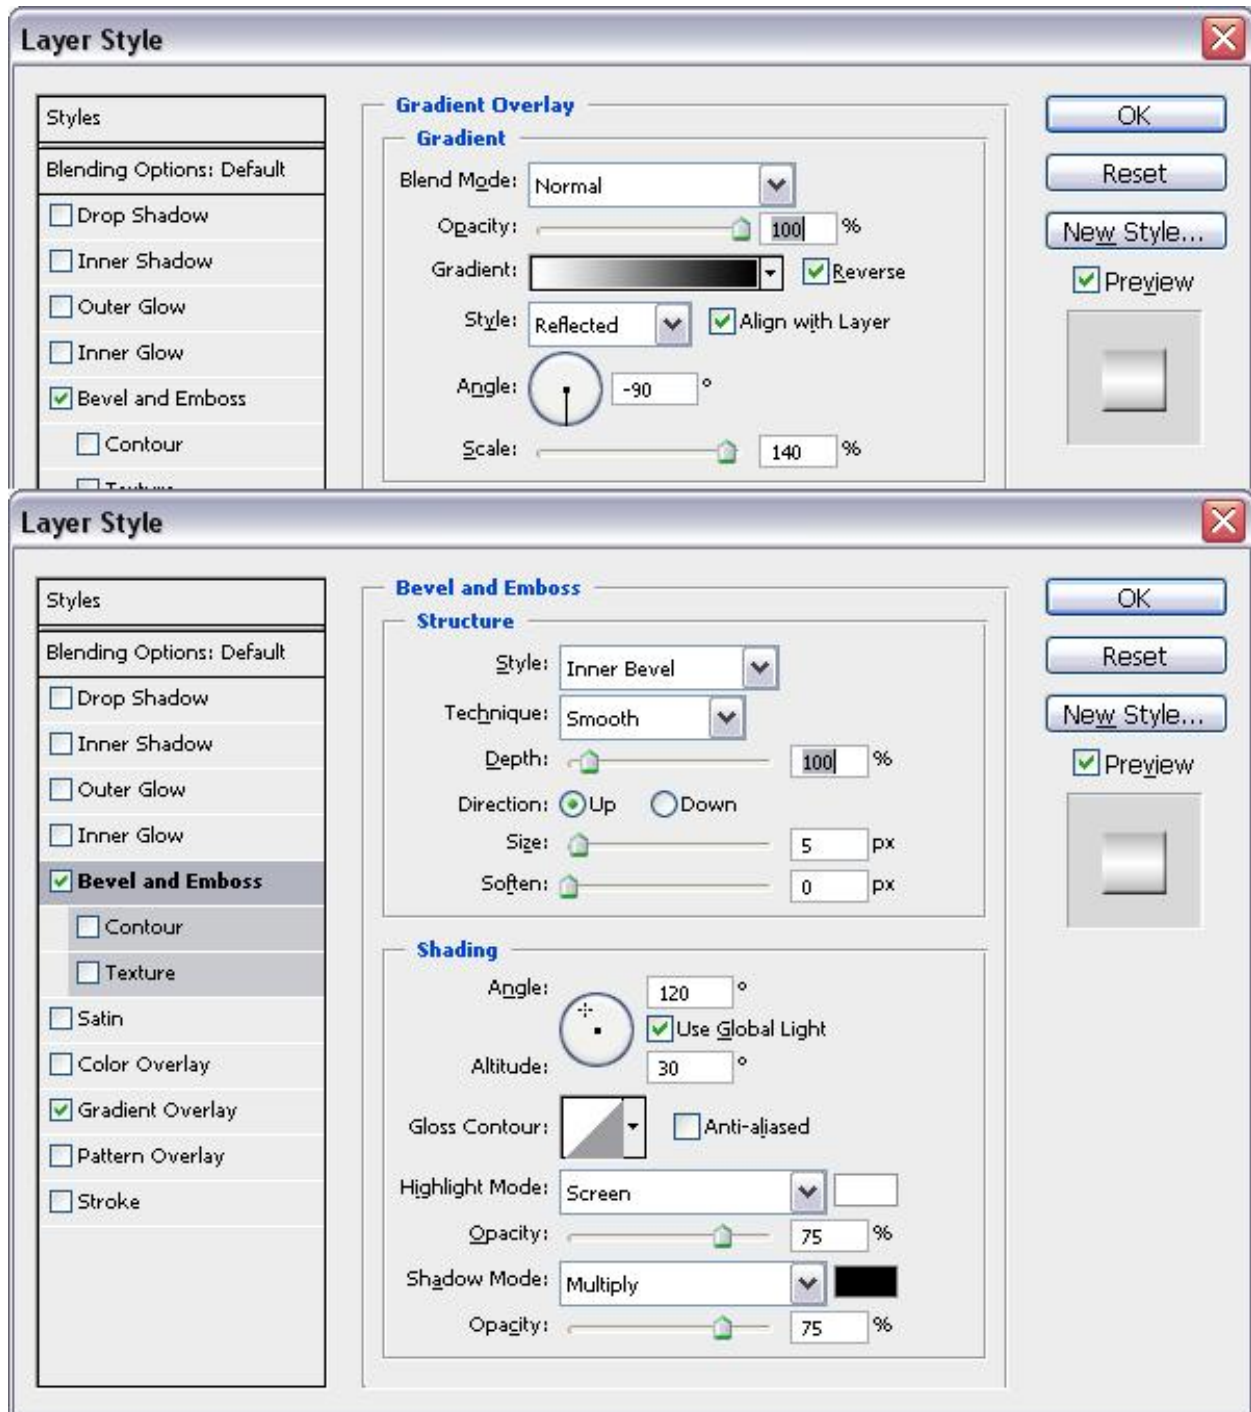 Layer Style
Styles
Blending Options: Default
Drop Shadow
Inner Shadow
Outer Glow
Inner Glow
Bevel and Emboss
Contour
Texture
Gradient Overlay
Gradient
Blend Mode: Normal
Opacity: 100 %
Gradient: Reverse
Style: Reflected Align with Layer
Angle: -90 °
Scale: 140 %
OK
Reset
New Style...
Preview
Layer Style
Styles
Blending Options: Default
Drop Shadow
Inner Shadow
Outer Glow
Inner Glow
Bevel and Emboss
Contour
Texture
Satin
Color Overlay
Gradient Overlay
Pattern Overlay
Stroke
Bevel and Emboss
Structure
Style: Inner Bevel
Technique: Smooth
Depth: 100 %
Direction: Up Down
Size: 5 px
Soften: 0 px
Shading
Angle: 120 °
Use Global Light
Altitude: 30 °
Gloss Contour: Anti-aliased
Highlight Mode: Screen
Opacity: 75 %
Shadow Mode: Multiply
Opacity: 75 %
OK
Reset
New Style...
Preview